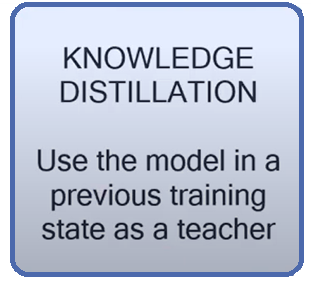 KNOWLEDGE
DISTILLATION
Use the model in a
previous training
state as a teacher